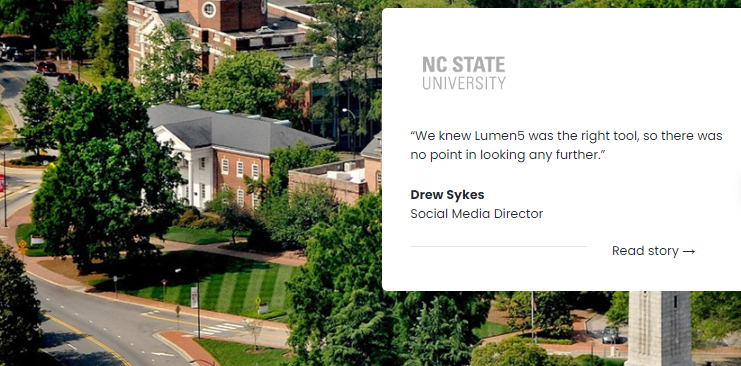 NC STATE
UNIVERSITY
“We knew Lumen5 was the right tool, so there was
no point in looking any further.”
Drew Sykes
Social Media Director
Read story →